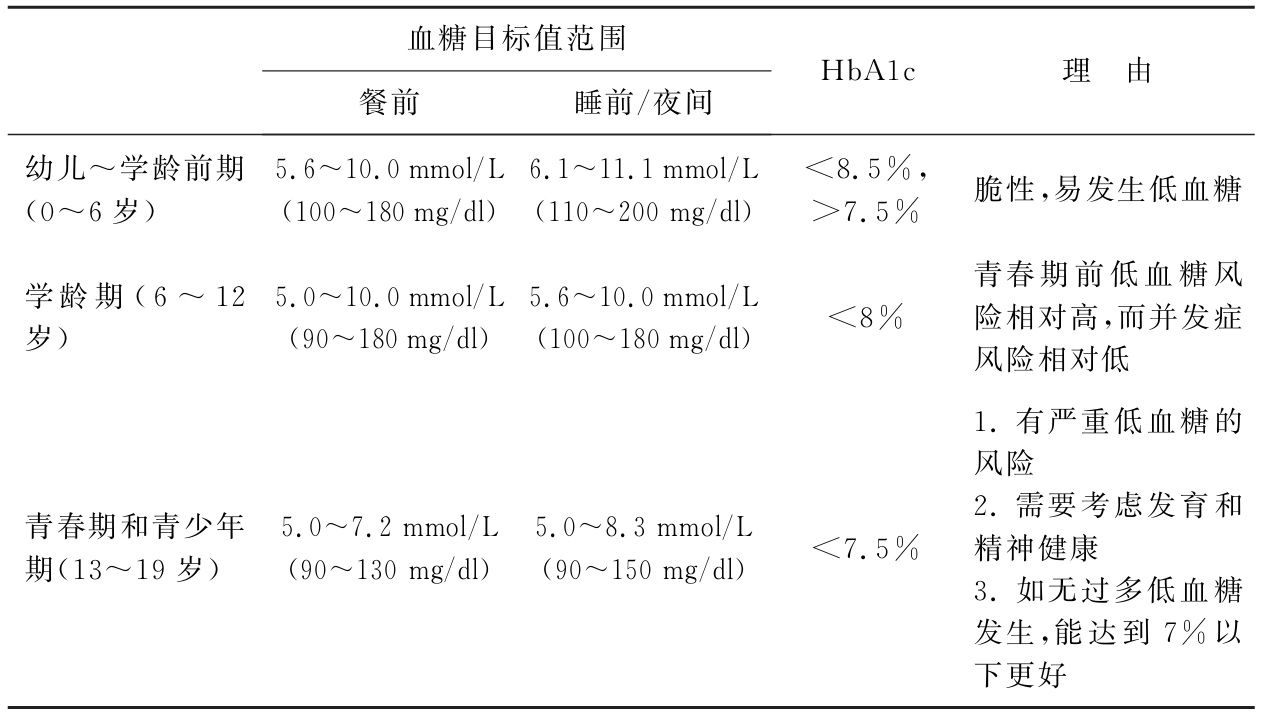 血糖目标值范围
HbA1c
理 由
餐前
睡前/夜间
幼儿～学龄前期
(0～6岁)
5.6～10.0 mmol/L
(100～180 mg/dl)
6.1～11.1 mmol/L
(110～200 mg/dl)
<8.5%,
>7.5%
脆性,易发生低血糖
学龄期(6～12
岁)
5.0～10.0 mmol/L
(90～180 mg/dl)
5.6～10.0 mmol/L
(100～180 mg/dl)
<8%
青春期前低血糖风
险相对高,而并发症
风险相对低
青春期和青少年
期(13～19岁)
5.0～7.2 mmol/L
(90～130 mg/dl)
5.0～8.3 mmol/L
(90～150 mg/dl)
<7.5%
1. 有严重低血糖的
风险
2. 需要考虑发育和
精神健康
3. 如无过多低血糖
发生,能达到7%以
下更好